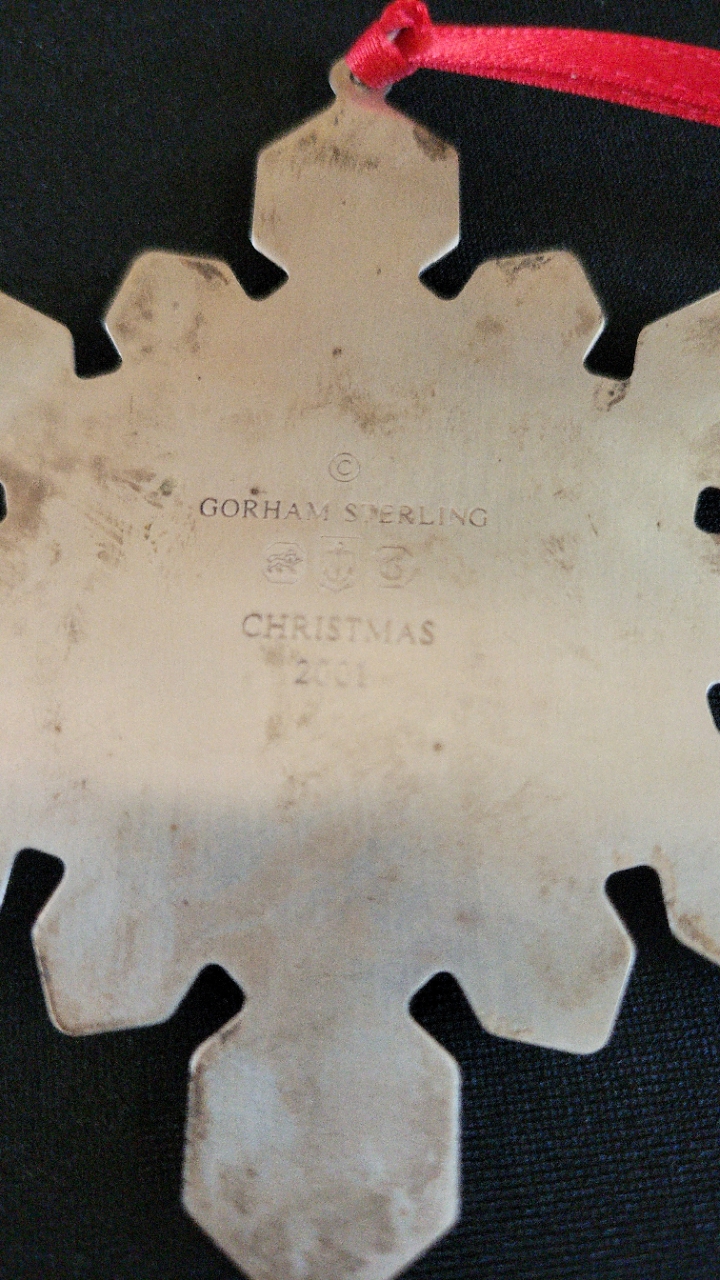 ©
GORHAM STERLING
CHRISTMAS
2001